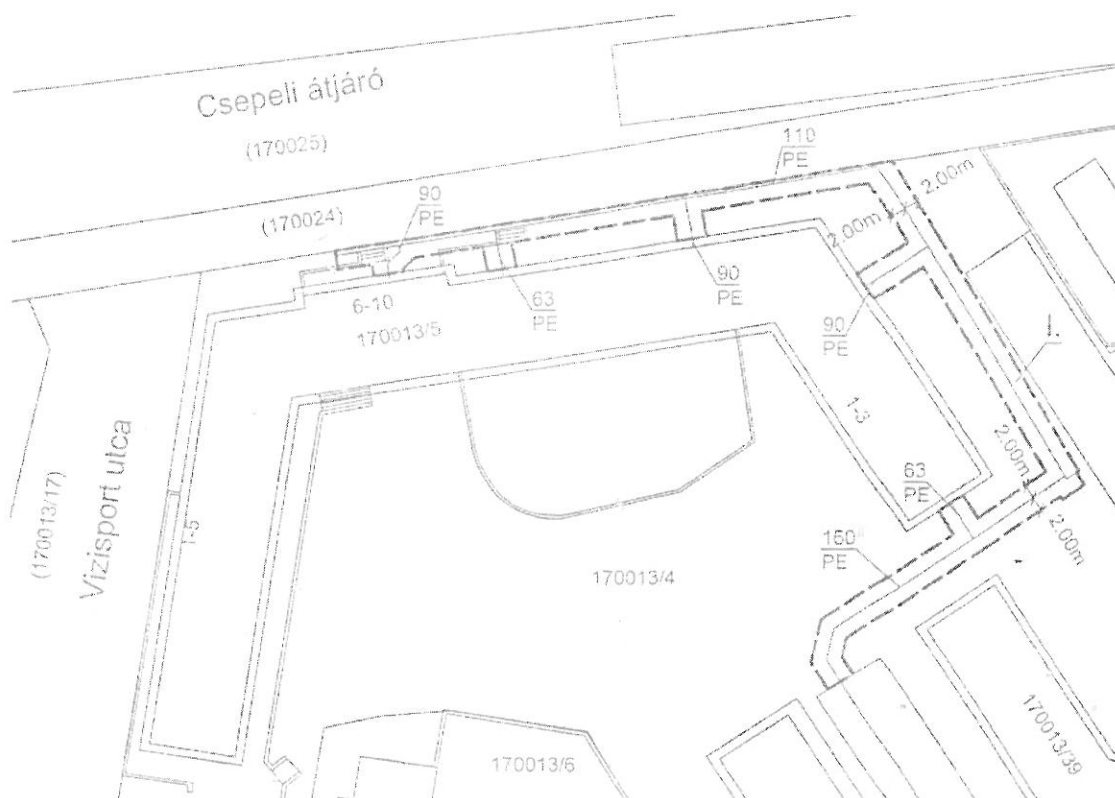 Csepeli átjáró
(170025)
110
PE
2.00m
90
PE
(170024)
2.00m
90
PE
63
PE
6-10
170013/5
90
PE
1-3
2.00m
63
PE
(170013/17)
Vizisport utca
1-5
160
PE
2.00m
170013/4
170013/39
170013/6